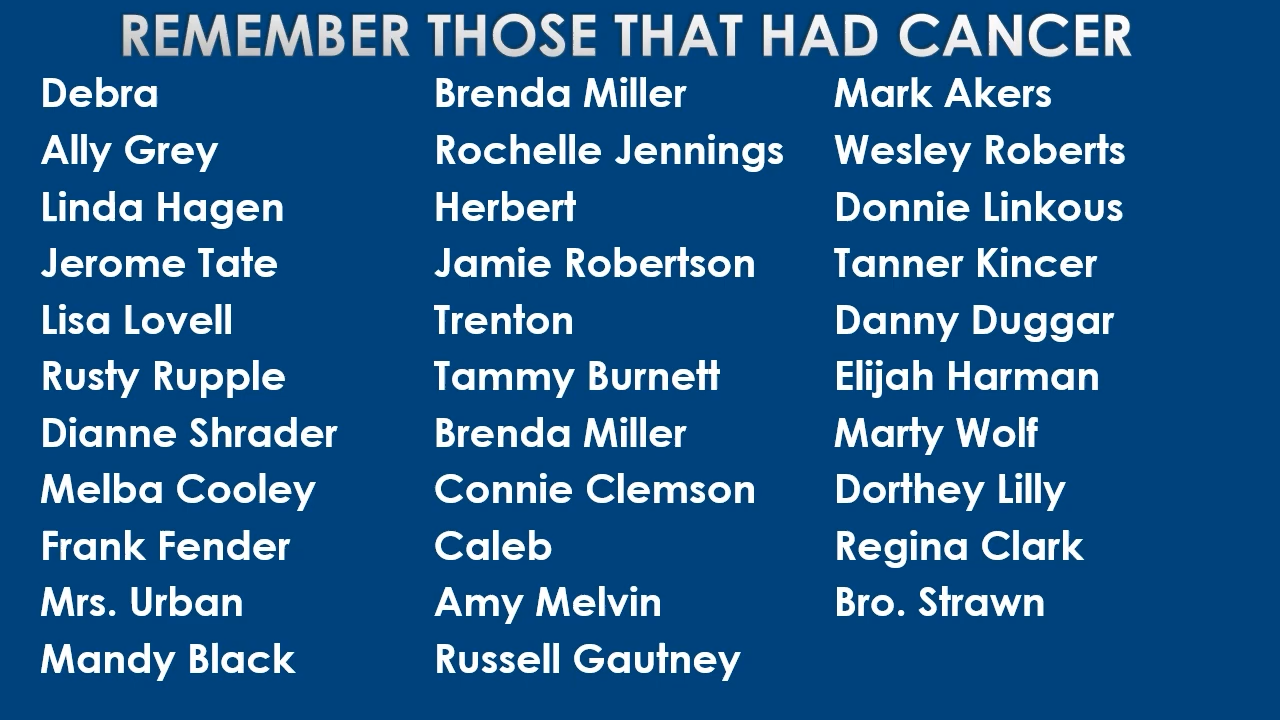 REMEMBER THOSE THAT HAD CANCER
Debra
Ally Grey
Linda Hagen
Jerome Tate
Lisa Lovell
Rusty Rupple
Dianne Shrader
Melba Cooley
Frank Fender
Mrs. Urban
Mandy Black
Brenda Miller
Rochelle Jennings
Herbert
Jamie Robertson
Trenton
Tammy Burnett
Brenda Miller
Connie Clemson
Caleb
Amy Melvin
Russell Gautney
Mark Akers
Wesley Roberts
Donnie Linkous
Tanner Kincer
Danny Duggar
Elijah Harman
Marty Wolf
Dorthey Lilly
Regina Clark
Bro. Strawn